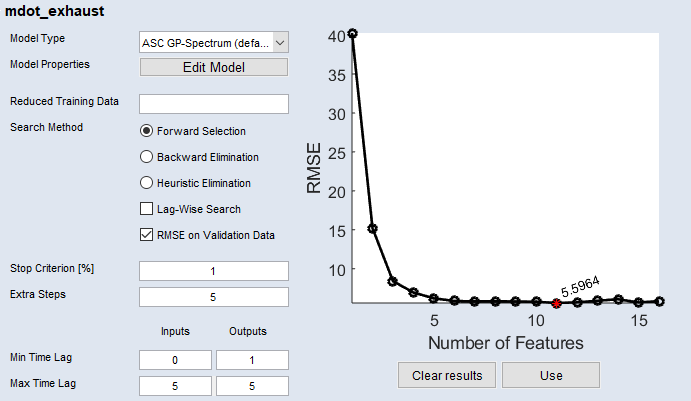 mdot_exhaust
Model Type
ASC GP-Spectrum (defa...
Model Properties
Edit Model
Reduced Training Data
Search Method
Forward Selection
Backward Elimination
Heuristic Elimination
Lag-Wise Search
RMSE on Validation Data
Stop Criterion [%]
1
Extra Steps
5
Inputs
Outputs
Min Time Lag
0
1
Max Time Lag
5
5
40
35
30
25
20
15
10
RMSE
5.5964
5
10
15
Number of Features
Clear results
Use